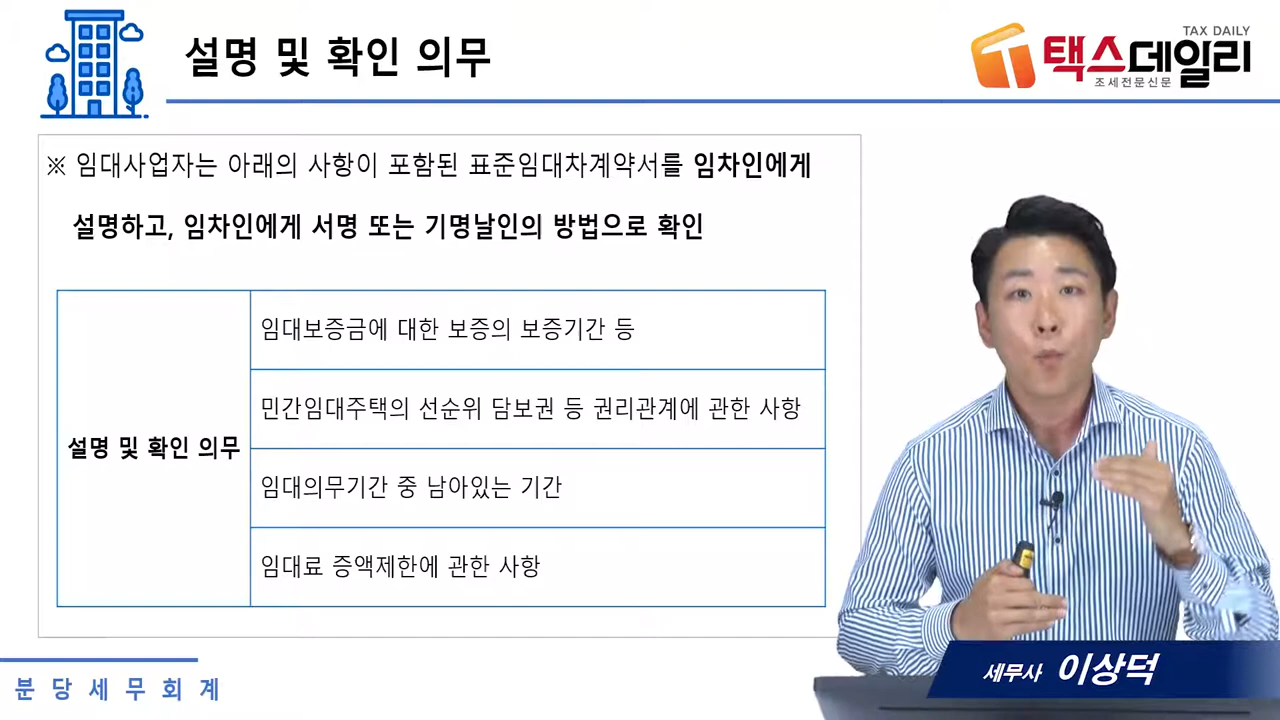 설명 및 확인 의무
TAX DAILY
택스데일리
조세전문신문
※ 임대사업자는 아래의 사항이 포함된 표준임대차계약서를 임차인에게
설명하고, 임차인에게 서명 또는 기명날인의 방법으로 확인
설명 및 확인 의무
임대보증금에 대한 보증의 보증기간 등
민간임대주택의 선순위 담보권 등 권리관계에 관한 사항
임대의무기간 중 남아있는 기간
임대료 증액제한에 관한 사항
세무사 이상덕
분당세무회계